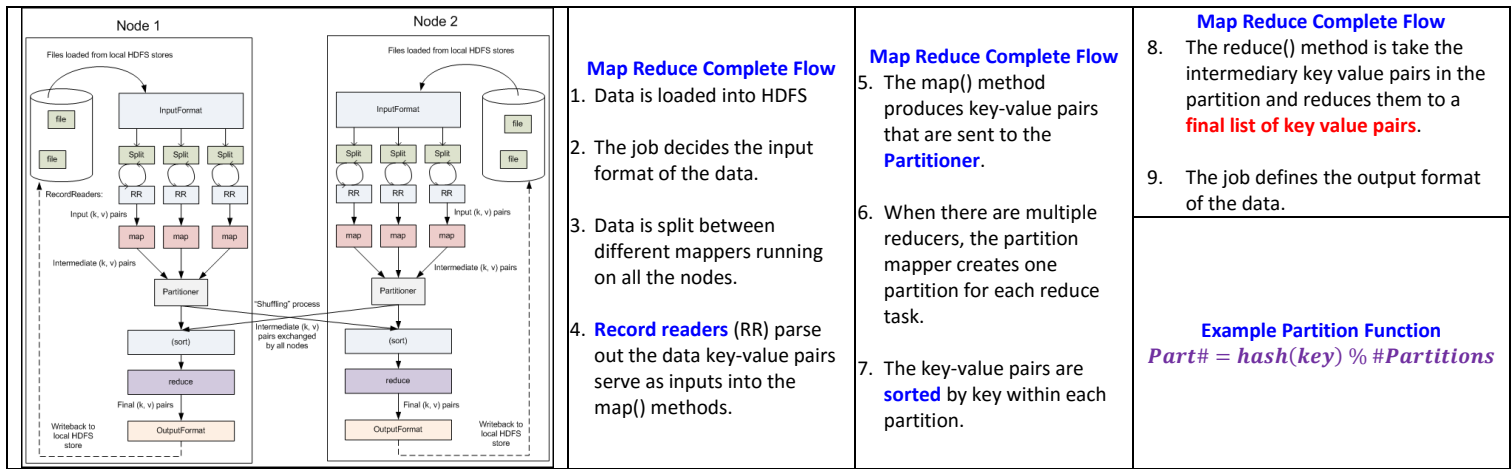 Node 1
Files loaded from local HDFS stores
InputFormat
file
file
Split
Split
Split
RecordReaders:
RR
RR
RR
Input (k, v) pairs
map
map
map
Intermediate (k, v) pairs
Partitioner
"Shuffling" process
Intermediate (k, v)
pairs exchanged
by all nodes
(sort)
reduce
Final (k, v) pairs
Writeback to
local HDFS
store
OutputFormat
Node 2
Files loaded from local HDFS stores
InputFormat
file
file
Split
Split
Split
RR
RR
RR
Input (k, v) pairs
map
map
map
Intermediate (k, v) pairs
Partitioner
(sort)
reduce
Final (k, v) pairs
Writeback to
local HDFS
store
OutputFormat
Map Reduce Complete Flow
1. Data is loaded into HDFS
2. The job decides the input
format of the data.
3. Data is split between
different mappers running
on all the nodes.
4. Record readers (RR) parse
out the data key-value pairs
serve as inputs into the
map() methods.
Map Reduce Complete Flow
5. The map() method
produces key-value pairs
that are sent to the
Partitioner.
6. When there are multiple
reducers, the partition
mapper creates one
partition for each reduce
task.
7. The key-value pairs are
sorted by key within each
partition.
Map Reduce Complete Flow
8. The reduce() method is take the
intermediary key value pairs in the
partition and reduces them to a
final list of key value pairs.
9. The job defines the output format
of the data.
Example Partition Function
Part# = hash(key) % #Partitions